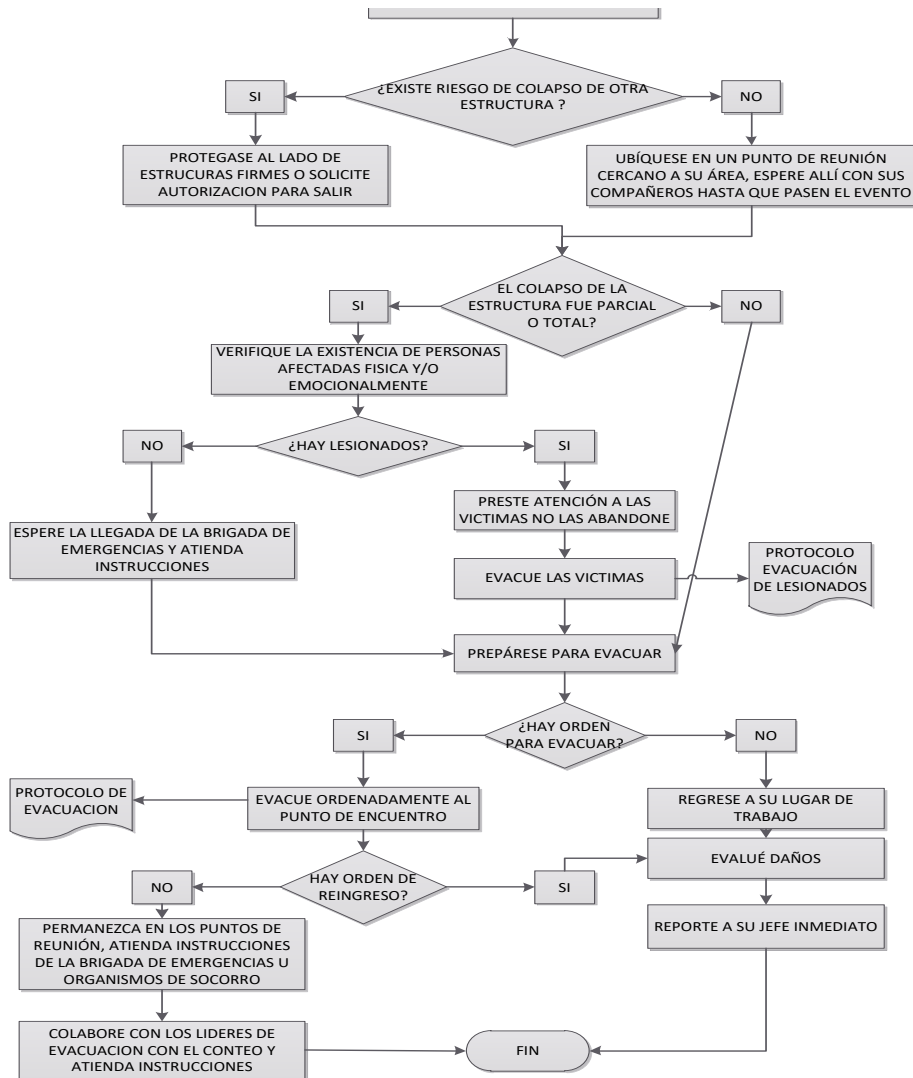 ¿EXISTE RIESGO DE COLAPSO DE OTRA
ESTRUCTURA ?
SI
NO
PROTEGASE AL LADO DE
ESTRUCURAS FIRMES O SOLICITE
AUTORIZACION PARA SALIR
UBÍQUESE EN UN PUNTO DE REUNIÓN
CERCANO A SU ÁREA, ESPERE ALLÍ CON SUS
COMPAÑEROS HASTA QUE PASEN EL EVENTO
EL COLAPSO DE LA
ESTRUCTURA FUE PARCIAL
O TOTAL?
SI
NO
VERIFIQUE LA EXISTENCIA DE PERSONAS
AFECTADAS FISICA Y/O
EMOCIONALMENTE
¿HAY LESIONADOS?
NO
SI
PRESTE ATENCIÓN A LAS
VICTIMAS NO LAS ABANDONE
ESPERE LA LLEGADA DE LA BRIGADA DE
EMERGENCIAS Y ATIENDA
INSTRUCCIONES
EVACUE LAS VICTIMAS
PROTOCOLO
EVACUACIÓN
DE LESIONADOS
PREPÁRESE PARA EVACUAR
¿HAY ORDEN
PARA EVACUAR?
SI
NO
PROTOCOLO DE
EVACUACION
EVACUE ORDENADAMENTE AL
PUNTO DE ENCUENTRO
REGRESE A SU LUGAR DE
TRABAJO
EVALUÉ DAÑOS
HAY ORDEN DE
REINGRESO?
NO
SI
PERMANEZCA EN LOS PUNTOS DE
REUNIÓN, ATIENDA INSTRUCCIONES
DE LA BRIGADA DE EMERGENCIAS U
ORGANISMOS DE SOCORRO
REPORTE A SU JEFE INMEDIATO
COLABORE CON LOS LIDERES DE
EVACUACION CON EL CONTEO Y
ATIENDA INSTRUCCIONES
FIN